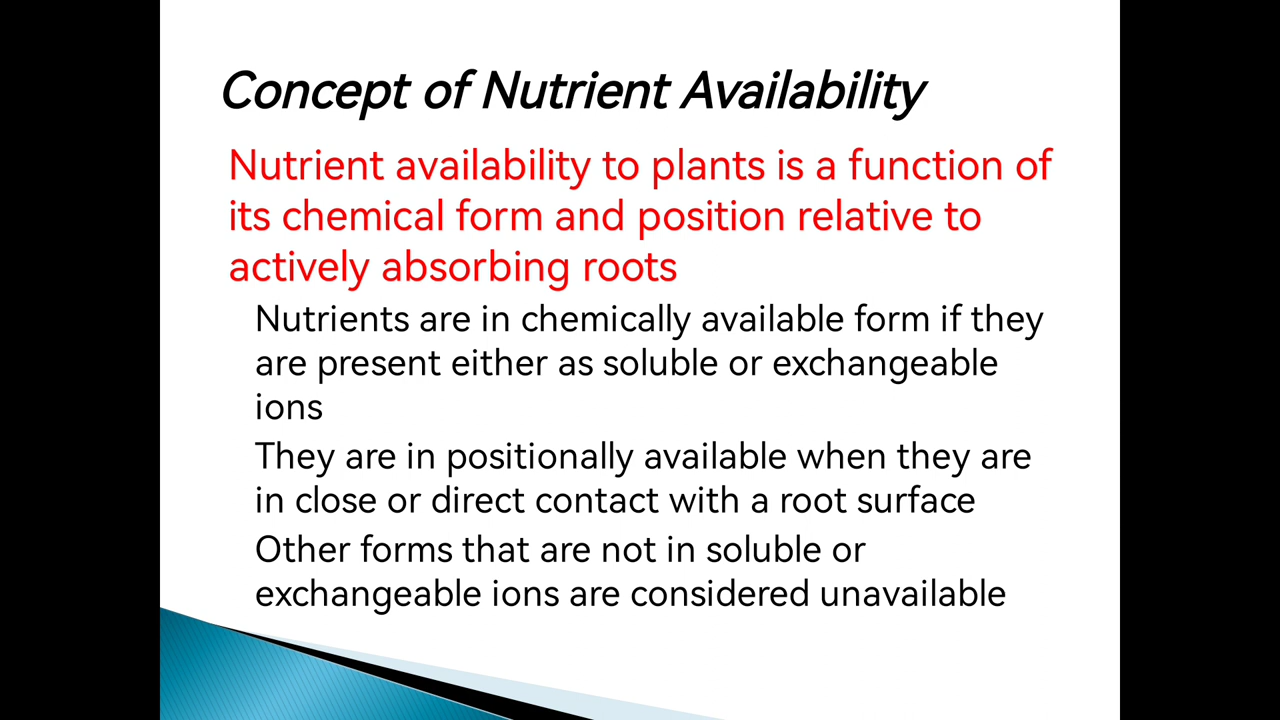 Concept of Nutrient Availability
Nutrient availability to plants is a function of
its chemical form and position relative to
actively absorbing roots
Nutrients are in chemically available form if they
are present either as soluble or exchangeable
ions
They are in positionally available when they are
in close or direct contact with a root surface
Other forms that are not in soluble or
exchangeable ions are considered unavailable